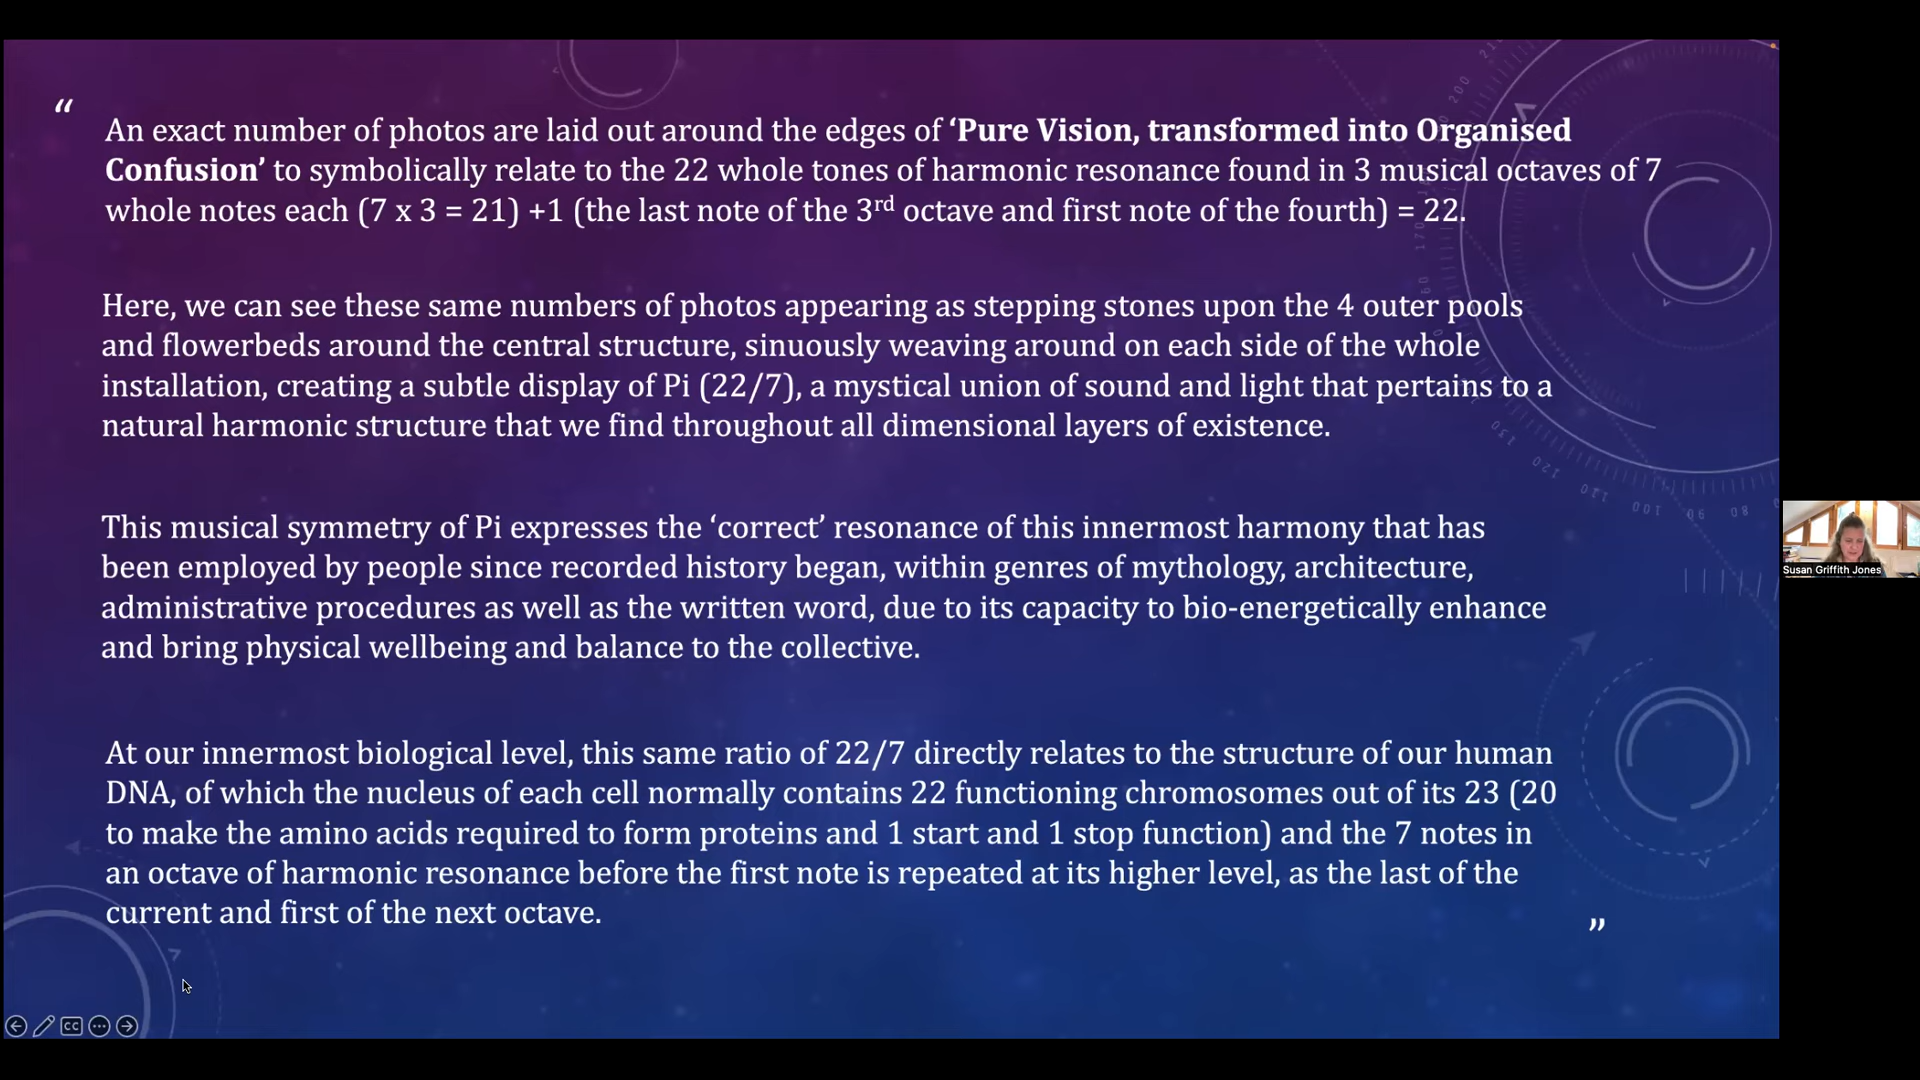 “
An exact number of photos are laid out around the edges of ‘Pure Vision, transformed into Organised
Confusion’ to symbolically relate to the 22 whole tones of harmonic resonance found in 3 musical octaves of 7
whole notes each (7 x 3 = 21) +1 (the last note of the 3rd octave and first note of the fourth) = 22.
Here, we can see these same numbers of photos appearing as stepping stones upon the 4 outer pools
and flowerbeds around the central structure, sinuously weaving around on each side of the whole
installation, creating a subtle display of Pi (22/7), a mystical union of sound and light that pertains to a
natural harmonic structure that we find throughout all dimensional layers of existence.
This musical symmetry of Pi expresses the ‘correct’ resonance of this innermost harmony that has
been employed by people since recorded history began, within genres of mythology, architecture,
administrative procedures as well as the written word, due to its capacity to bio-energetically enhance
and bring physical wellbeing and balance to the collective.
At our innermost biological level, this same ratio of 22/7 directly relates to the structure of our human
DNA, of which the nucleus of each cell normally contains 22 functioning chromosomes out of its 23 (20
to make the amino acids required to form proteins and 1 start and 1 stop function) and the 7 notes in
an octave of harmonic resonance before the first note is repeated at its higher level, as the last of the
current and first of the next octave.
”
Susan Griffith Jones
210
200
170
160
130
120
110
100
90
80
CC